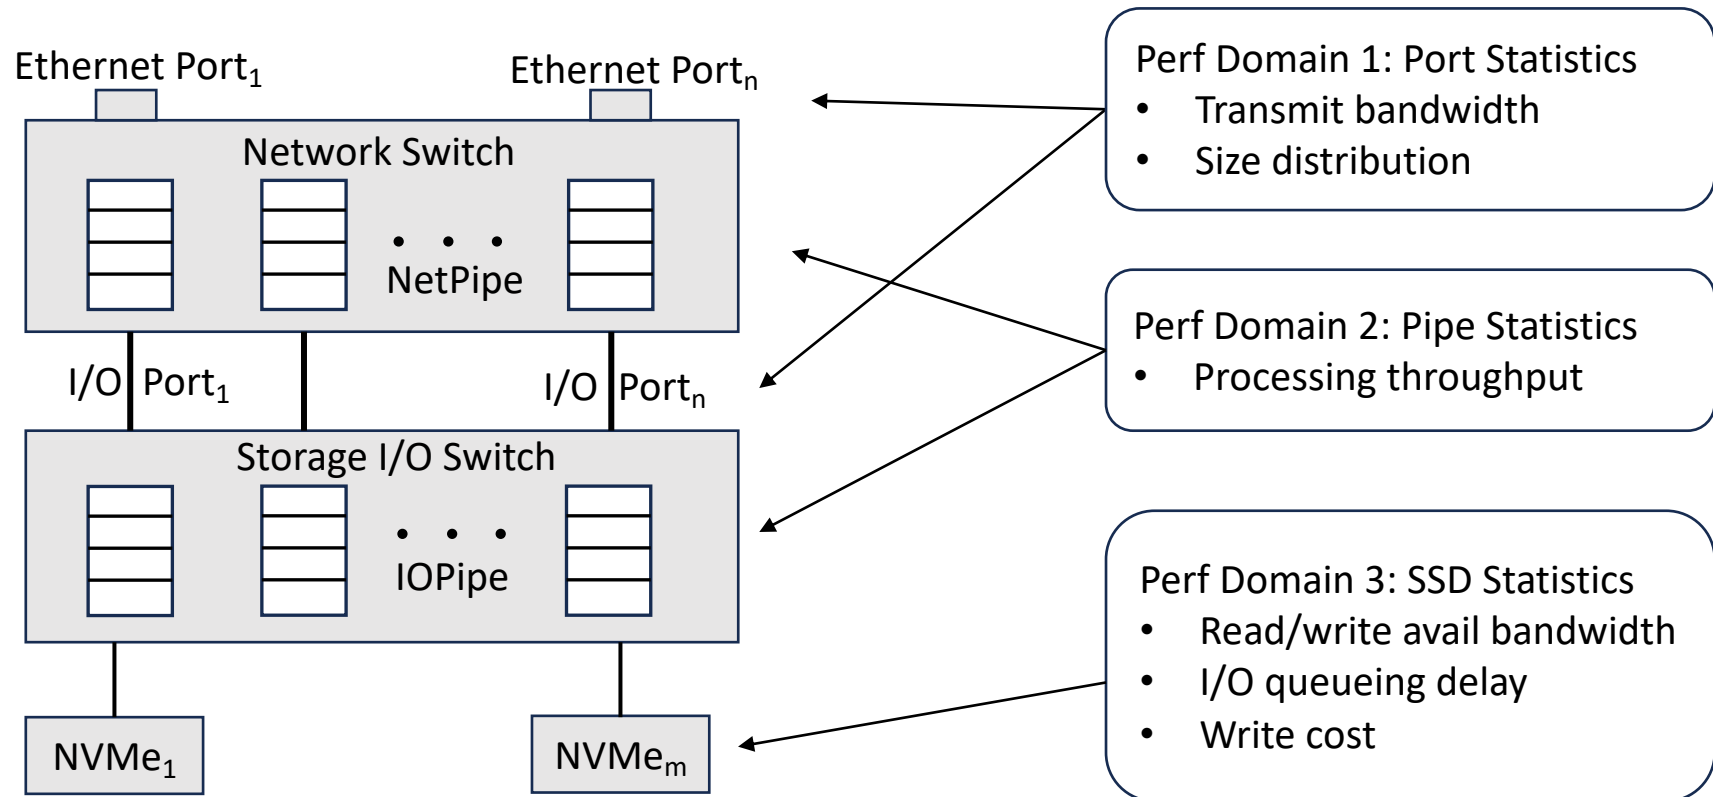 Ethernet Port₁
Ethernet Portₙ
Network Switch
NetPipe
I/O Port₁
I/O Portₙ
Storage I/O Switch
IOPipe
NVMe₁
NVMeₘ
Perf Domain 1: Port Statistics
• Transmit bandwidth
• Size distribution
Perf Domain 2: Pipe Statistics
• Processing throughput
Perf Domain 3: SSD Statistics
• Read/write avail bandwidth
• I/O queueing delay
• Write cost